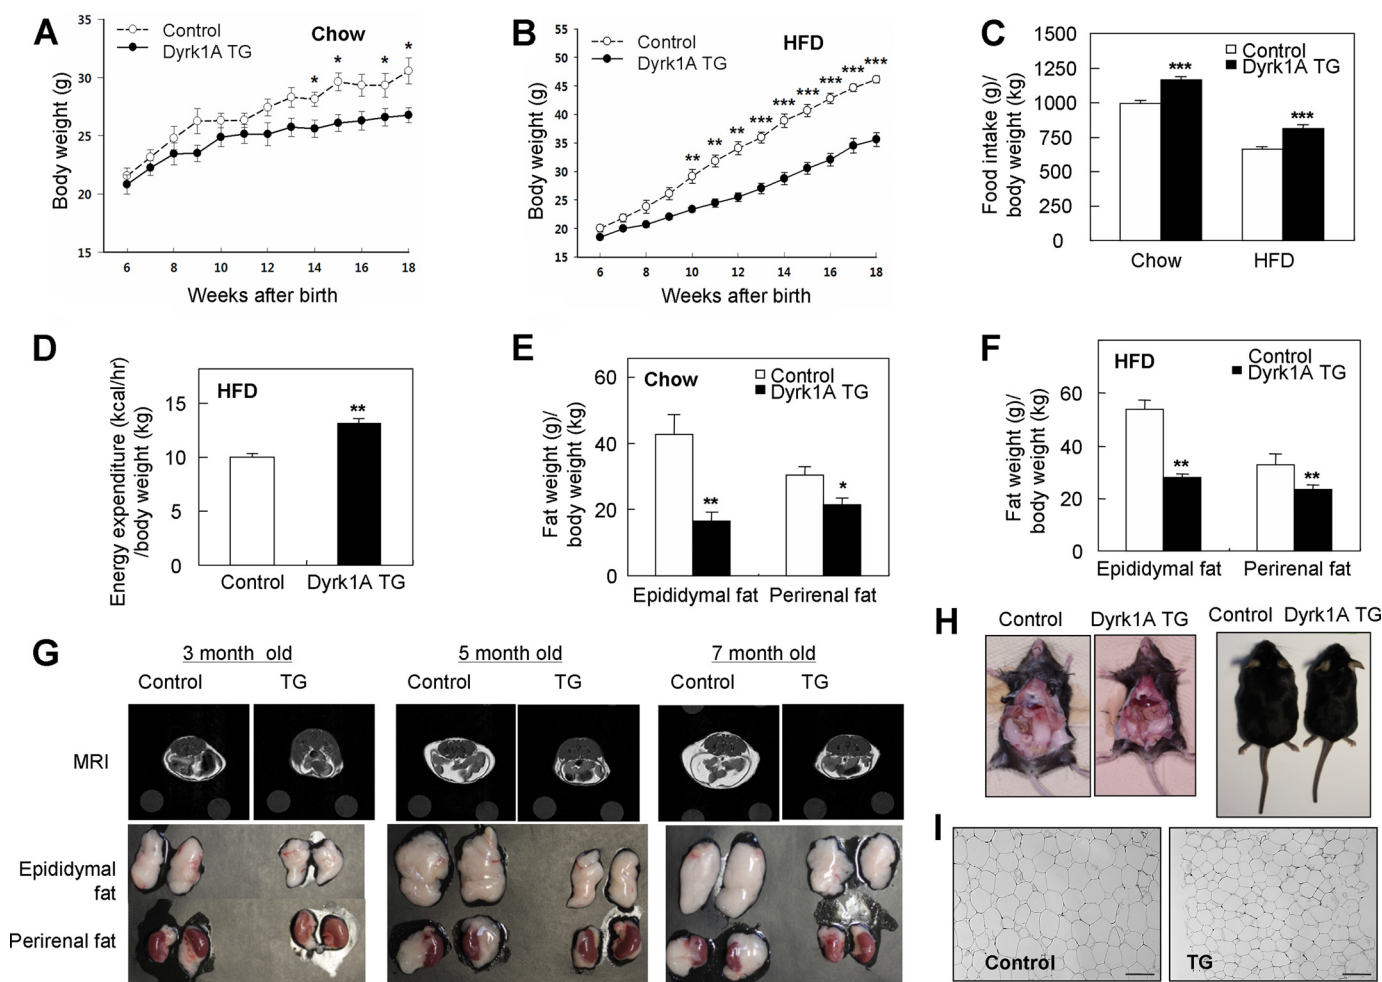 A
Chow
Control
Dyrk1A TG
35
30
25
20
15
Body weight (g)
* * * *
6 8 10 12 14 16 18
Weeks after birth
B
HFD
Control
Dyrk1A TG
55
50
45
40
35
30
25
20
15
Body weight (g)
** ** ** *** *** *** *** *** ***
6 8 10 12 14 16 18
Weeks after birth
C
Control
Dyrk1A TG
1500
1250
1000
750
500
250
0
Food intake (g)/
body weight (kg)
***
***
Chow HFD
D
HFD
15
10
5
0
Energy expenditure (kcal/hr)
/body weight (kg)
**
Control Dyrk1A TG
E
Chow
Control
Dyrk1A TG
60
40
20
0
Fat weight (g)/
body weight (kg)
**
*
Epididymal fat Perirenal fat
F
HFD
Control
Dyrk1A TG
60
40
20
0
Fat weight (g)/
body weight (kg)
**
**
Epididymal fat Perirenal fat
G
3 month old 5 month old 7 month old
Control TG Control TG Control TG
MRI
Epididymal
fat
Perirenal fat
H
Control Dyrk1A TG Control Dyrk1A TG
I
Control TG